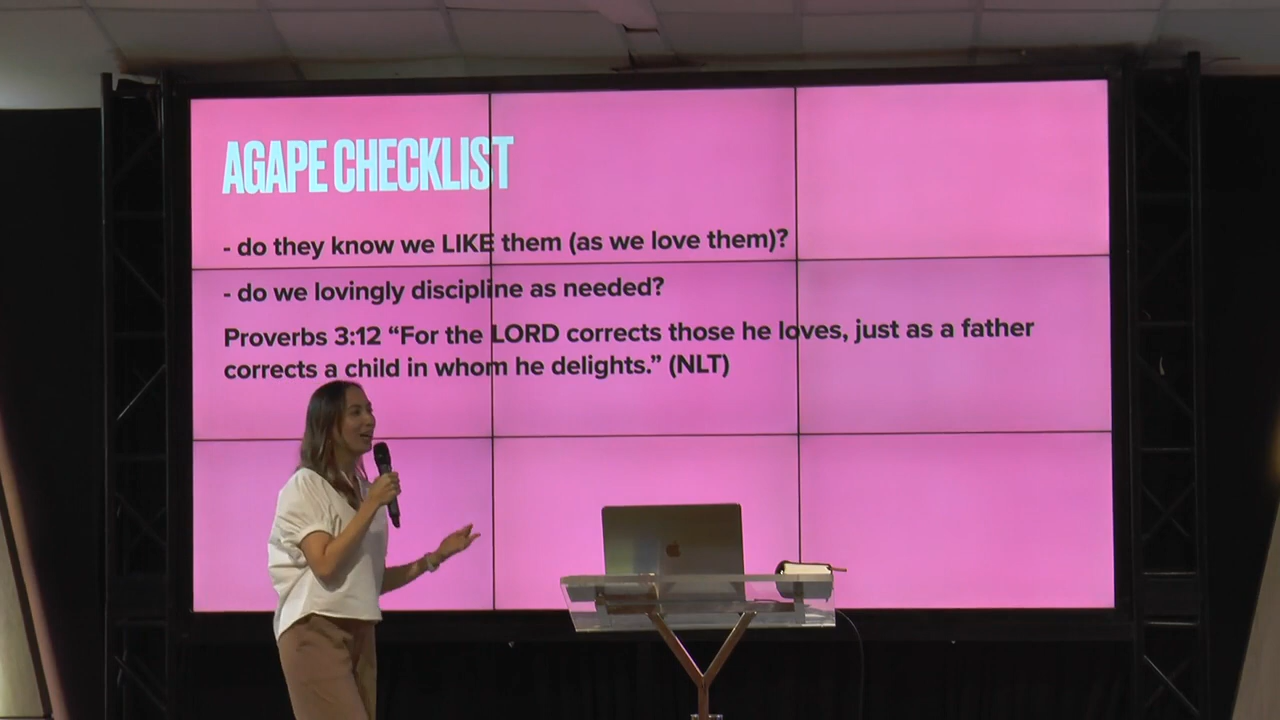 AGAPE CHECKLIST
- do they know we LIKE them (as we love them)?
- do we lovingly discipline as needed?
Proverbs 3:12 “For the LORD corrects those he loves, just as a father
corrects a child in whom he delights.” (NLT)